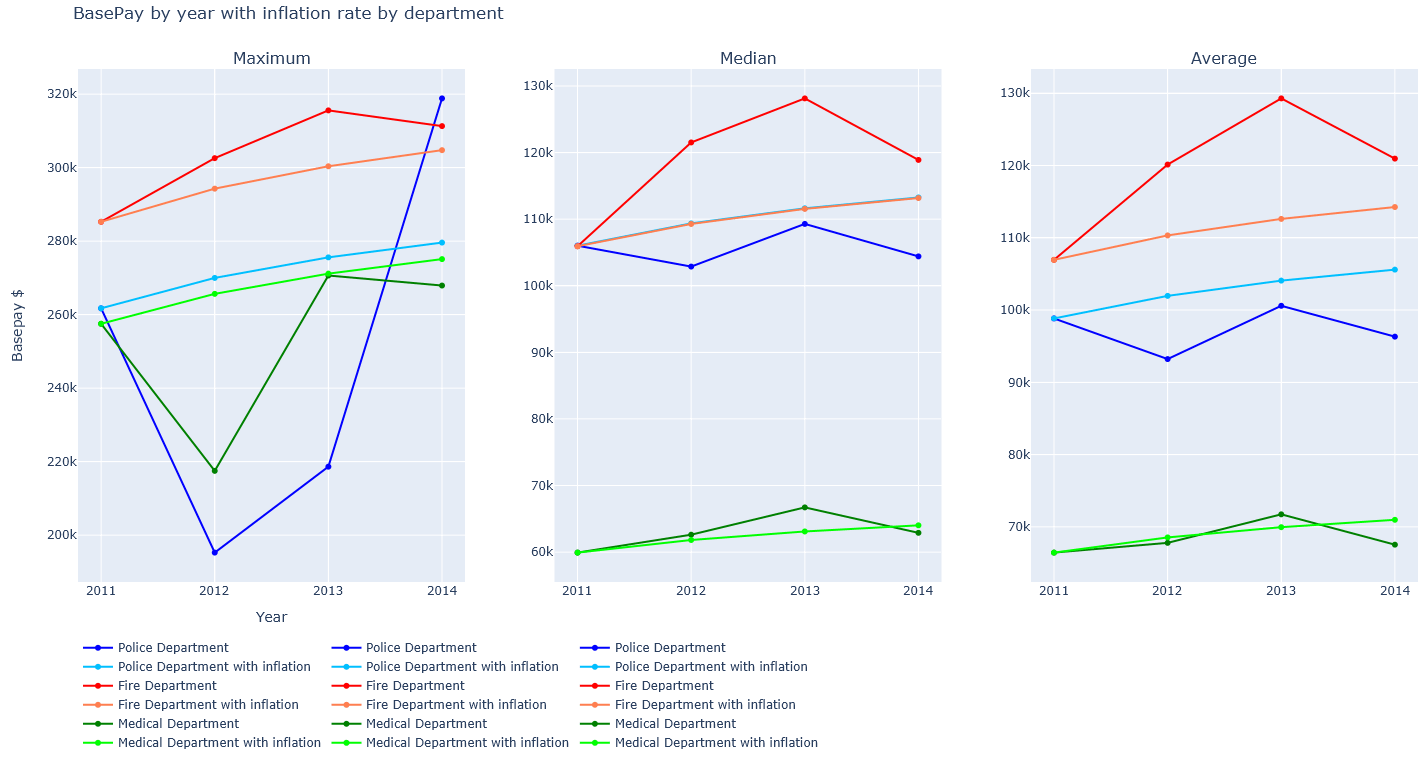 BasePay by year with inflation rate by department
Maximum
Median
Average
320k
300k
280k
260k
240k
220k
200k
Basepay $
2011 2012 2013 2014
Year
130k
120k
110k
100k
90k
80k
70k
60k
2011 2012 2013 2014
130k
120k
110k
100k
90k
80k
70k
2011 2012 2013 2014
Police Department
Police Department with inflation
Fire Department
Fire Department with inflation
Medical Department
Medical Department with inflation
Police Department
Police Department with inflation
Fire Department
Fire Department with inflation
Medical Department
Medical Department with inflation
Police Department
Police Department with inflation
Fire Department
Fire Department with inflation
Medical Department
Medical Department with inflation